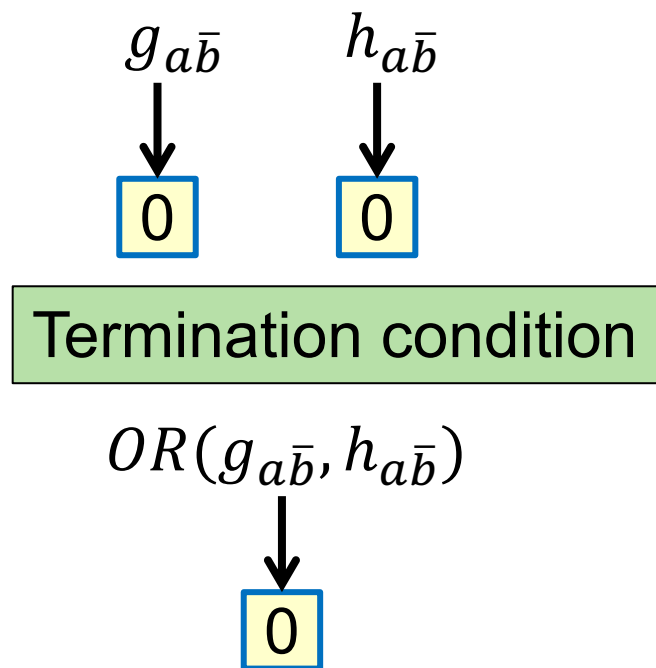 $g_{a\bar{b}}$ $h_{a\bar{b}}$
0 0
Termination condition
$OR(g_{a\bar{b}}, h_{a\bar{b}})$
0